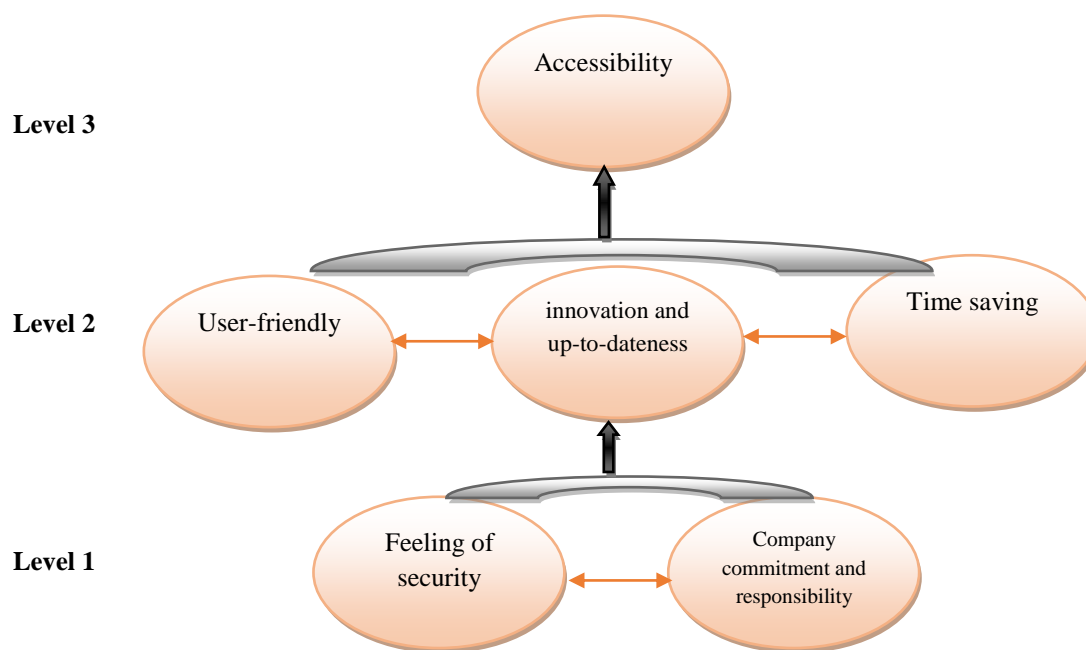 Accessibility
Level 3
User-friendly
innovation and
up-to-dateness
Time saving
Level 2
Feeling of
security
Company
commitment and
responsibility
Level 1